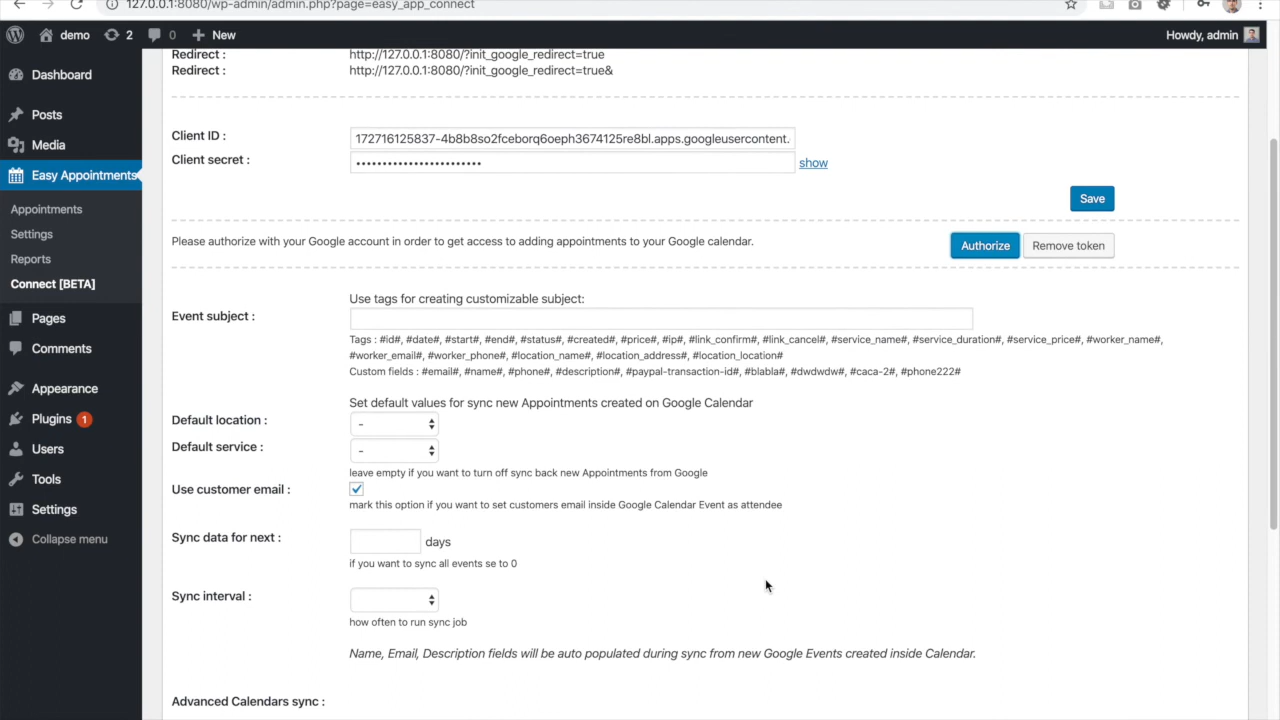 127.0.0.1:8080/wp-admin/admin.php?page=easy_app_connect
demo 2 0 New Howdy, admin
Dashboard
Posts
Media
Easy Appointments
Appointments
Settings
Reports
Connect [BETA]
Pages
Comments
Appearance
Plugins 1
Users
Tools
Settings
Collapse menu
Redirect : http://127.0.0.1:8080/?init_google_redirect=true
Redirect : http://127.0.0.1:8080/?init_google_redirect=true&
Client ID : 172716125837-4b8b8so2fceborq6oeph3674125re8bl.apps.googleusercontent.
Client secret : •••••••••••••••••••••••• show
Save
Please authorize with your Google account in order to get access to adding appointments to your Google calendar. Authorize Remove token
Use tags for creating customizable subject:
Event subject :
Tags : #id#, #date#, #start#, #end#, #status#, #created#, #price#, #ip#, #link_confirm#, #link_cancel#, #service_name#, #service_duration#, #service_price#, #worker_name#,
#worker_email#, #worker_phone#, #location_name#, #location_address#, #location_location#
Custom fields : #email#, #name#, #phone#, #description#, #paypal-transaction-id#, #blabla#, #dwdwdw#, #caca-2#, #phone222#
Set default values for sync new Appointments created on Google Calendar
Default location : -
Default service : -
leave empty if you want to turn off sync back new Appointments from Google
Use customer email :
mark this option if you want to set customers email inside Google Calendar Event as attendee
Sync data for next : days
if you want to sync all events se to 0
Sync interval :
how often to run sync job
Name, Email, Description fields will be auto populated during sync from new Google Events created inside Calendar.
Advanced Calendars sync :